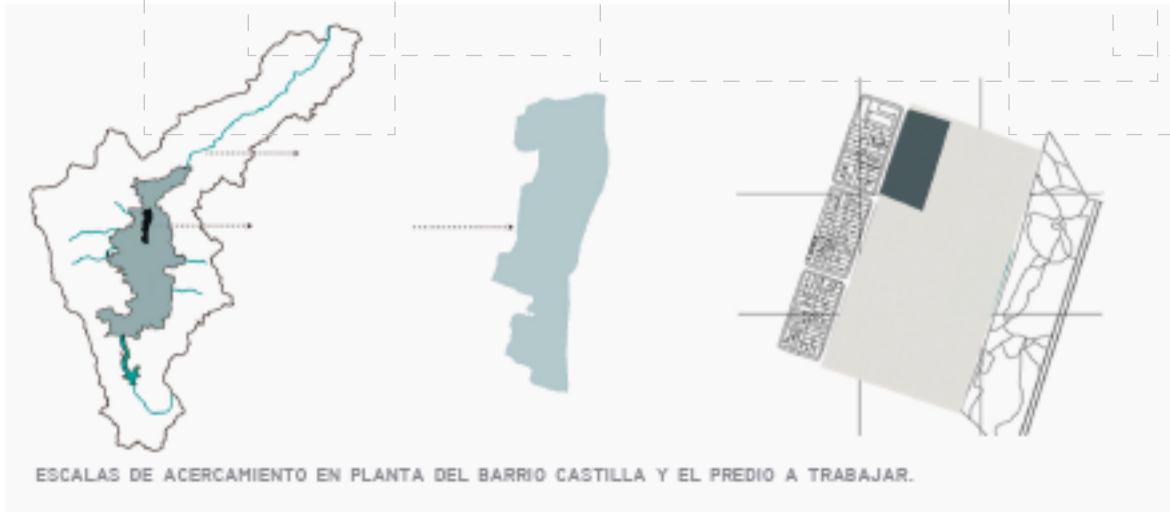 ESCALAS DE ACERCAMIENTO EN PLANTA DEL BARRIO CASTILLA Y EL PREDIO A TRABAJAR.